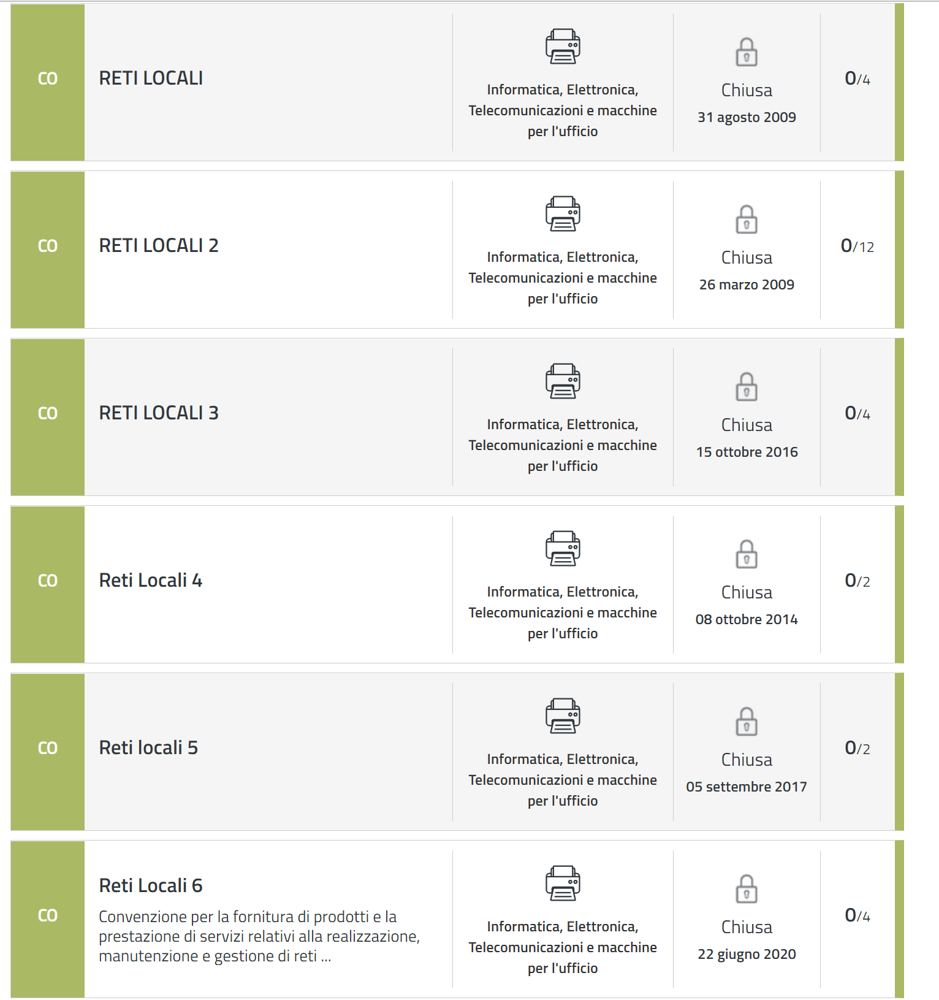 CO
RETI LOCALI
Informatica, Elettronica,
Telecomunicazioni e macchine
per l'ufficio
Chiusa
31 agosto 2009
0/4
CO
RETI LOCALI 2
Informatica, Elettronica,
Telecomunicazioni e macchine
per l'ufficio
Chiusa
26 marzo 2009
0/12
CO
RETI LOCALI 3
Informatica, Elettronica,
Telecomunicazioni e macchine
per l'ufficio
Chiusa
15 ottobre 2016
0/4
CO
Reti Locali 4
Informatica, Elettronica,
Telecomunicazioni e macchine
per l'ufficio
Chiusa
08 ottobre 2014
0/2
CO
Reti locali 5
Informatica, Elettronica,
Telecomunicazioni e macchine
per l'ufficio
Chiusa
05 settembre 2017
0/2
CO
Reti Locali 6
Convenzione per la fornitura di prodotti e la
prestazione di servizi relativi alla realizzazione,
manutenzione e gestione di reti ...
Informatica, Elettronica,
Telecomunicazioni e macchine
per l'ufficio
Chiusa
22 giugno 2020
0/4